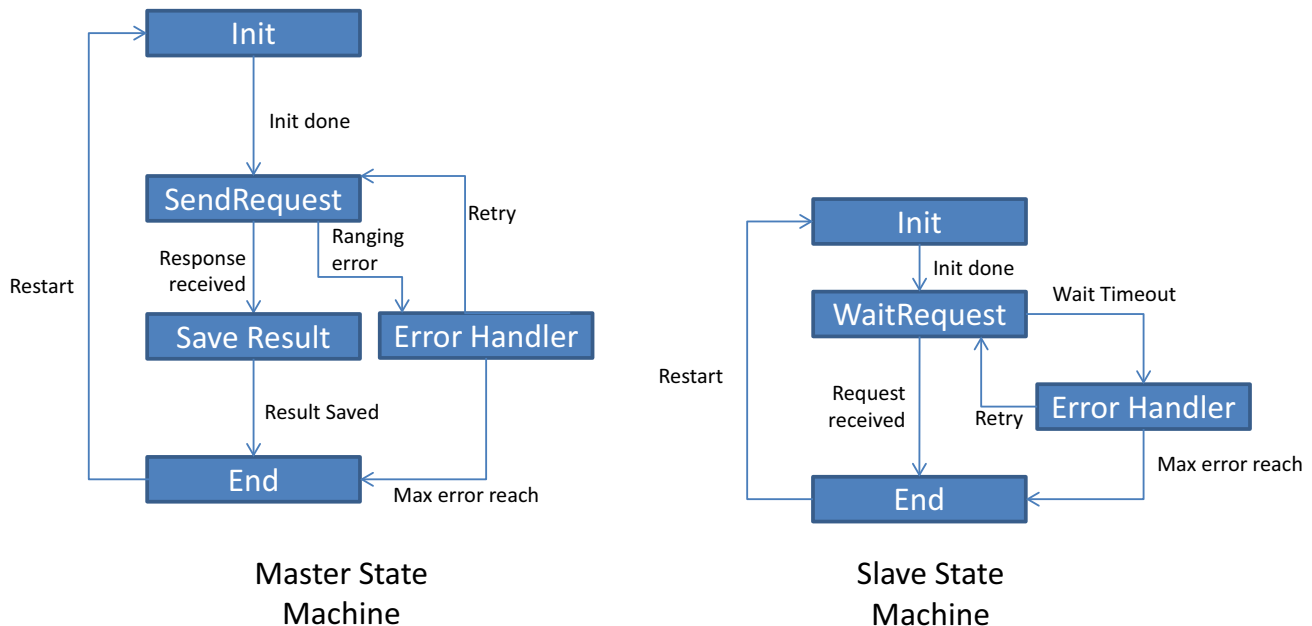 Init
Init done
SendRequest
Retry
Ranging
error
Response
received
Restart
Save Result
Error Handler
Result Saved
End
Max error reach
Master State
Machine
Init
Init done
Wait Timeout
WaitRequest
Restart
Request
received
Retry
Error Handler
Max error reach
End
Slave State
Machine